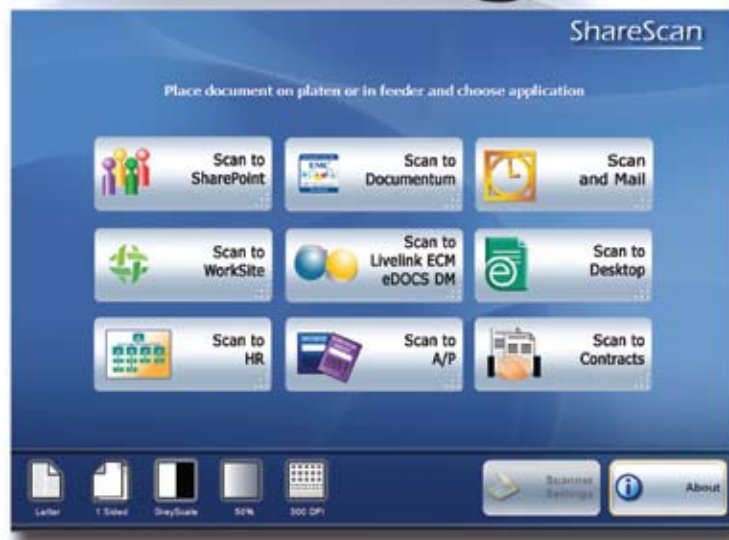 ShareScan
Place document on platen or in feeder and choose application
Scan to
SharePoint
EMC
Scan to
Documentum
Scan
and Mail
Scan to
WorkSite
Scan to
Livelink ECM
eDOCS DM
Scan to
Desktop
Scan to
HR
Scan to
A/P
Scan to
Contracts
Letter
1 Sided
GreyScale
50%
300 DPI
Scanner
Settings
About